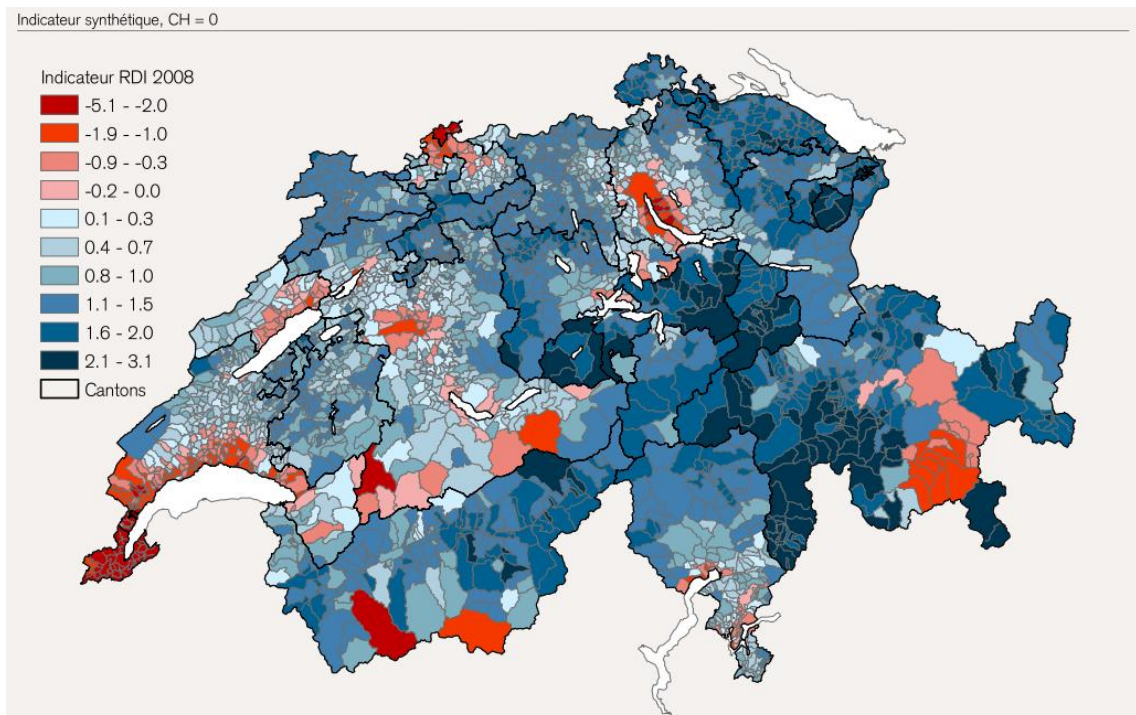 Indicateur synthétique, CH = 0
Indicateur RDI 2008
-5.1 - -2.0
-1.9 - -1.0
-0.9 - -0.3
-0.2 - 0.0
0.1 - 0.3
0.4 - 0.7
0.8 - 1.0
1.1 - 1.5
1.6 - 2.0
2.1 - 3.1
Cantons